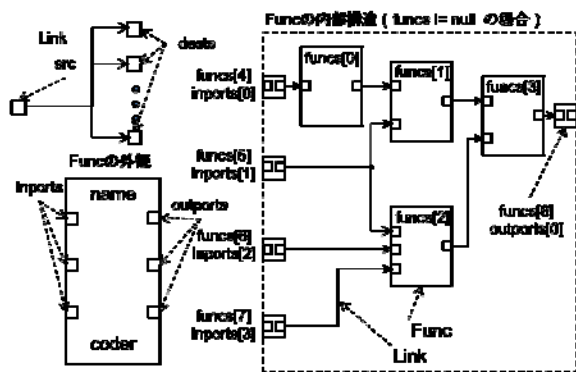 Funcの内部構造 ( funcs != null の場合 )
Link
src
dests
funcs[4]
inports[0]
funcs[0]
funcs[1]
funcs[3]
Funcの外観
funcs[5]
inports[1]
inports
name
outports
funcs[6]
inports[2]
funcs[2]
funcs[8]
outports[0]
funcs[7]
inports[3]
coder
Func
Link